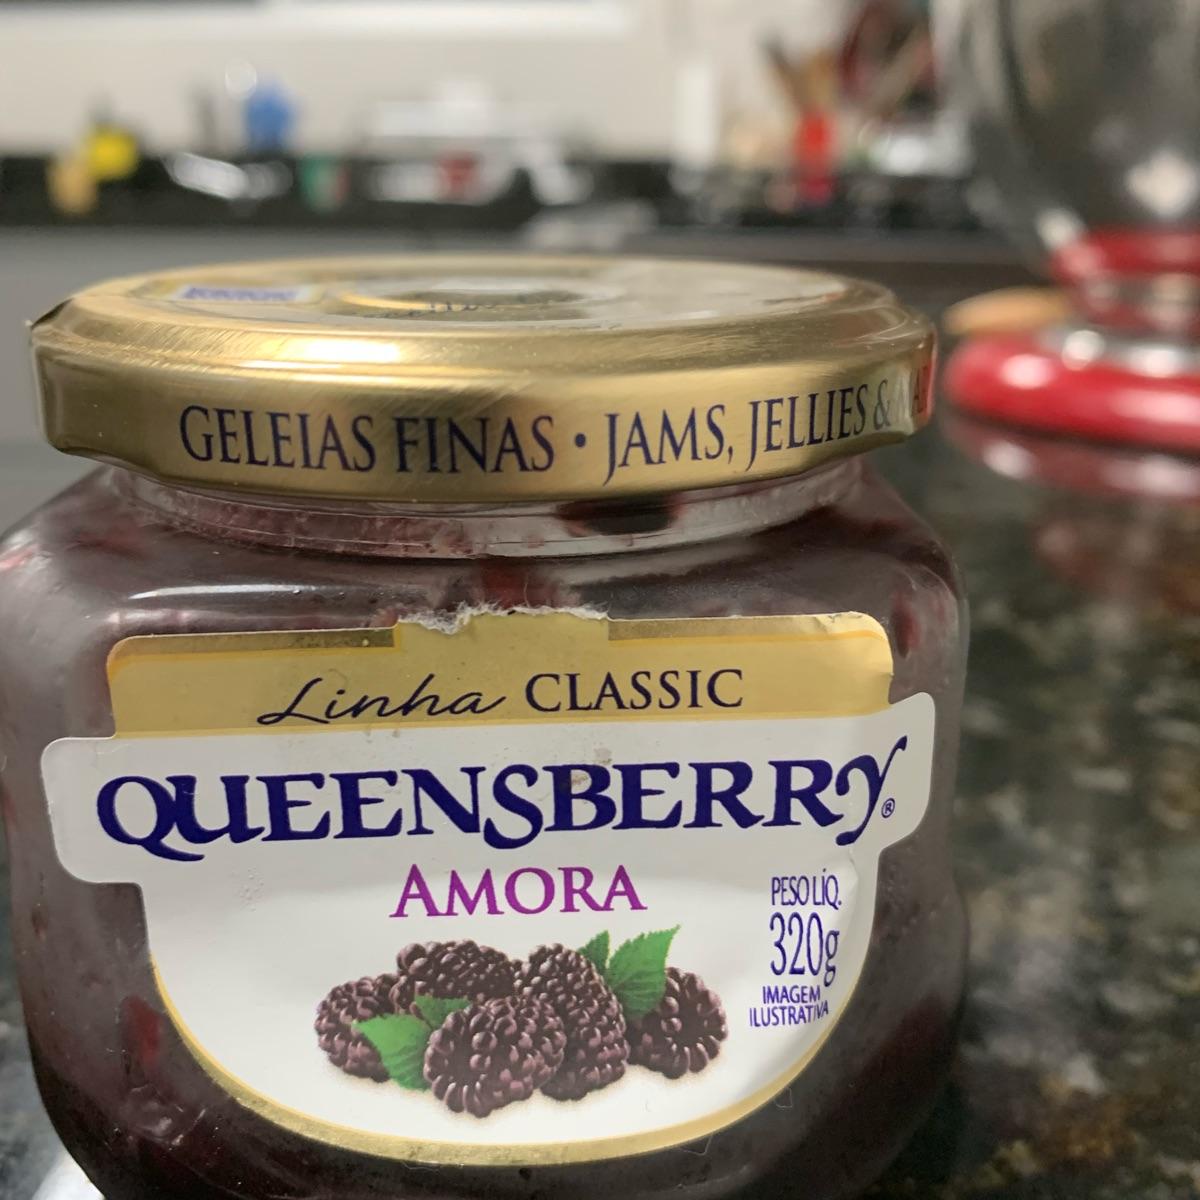 GELEIAS FINAS • JAMS, JELLIES &
Linha CLASSIC
QUEENSBERRY®
AMORA
PESO LÍQ.
320g
IMAGEM
ILUSTRATIVA